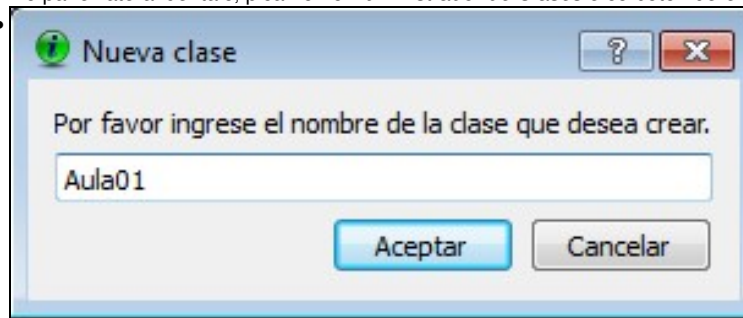 Nueva clase
Por favor ingrese el nombre de la clase que desea crear.
Aula01
Aceptar Cancelar